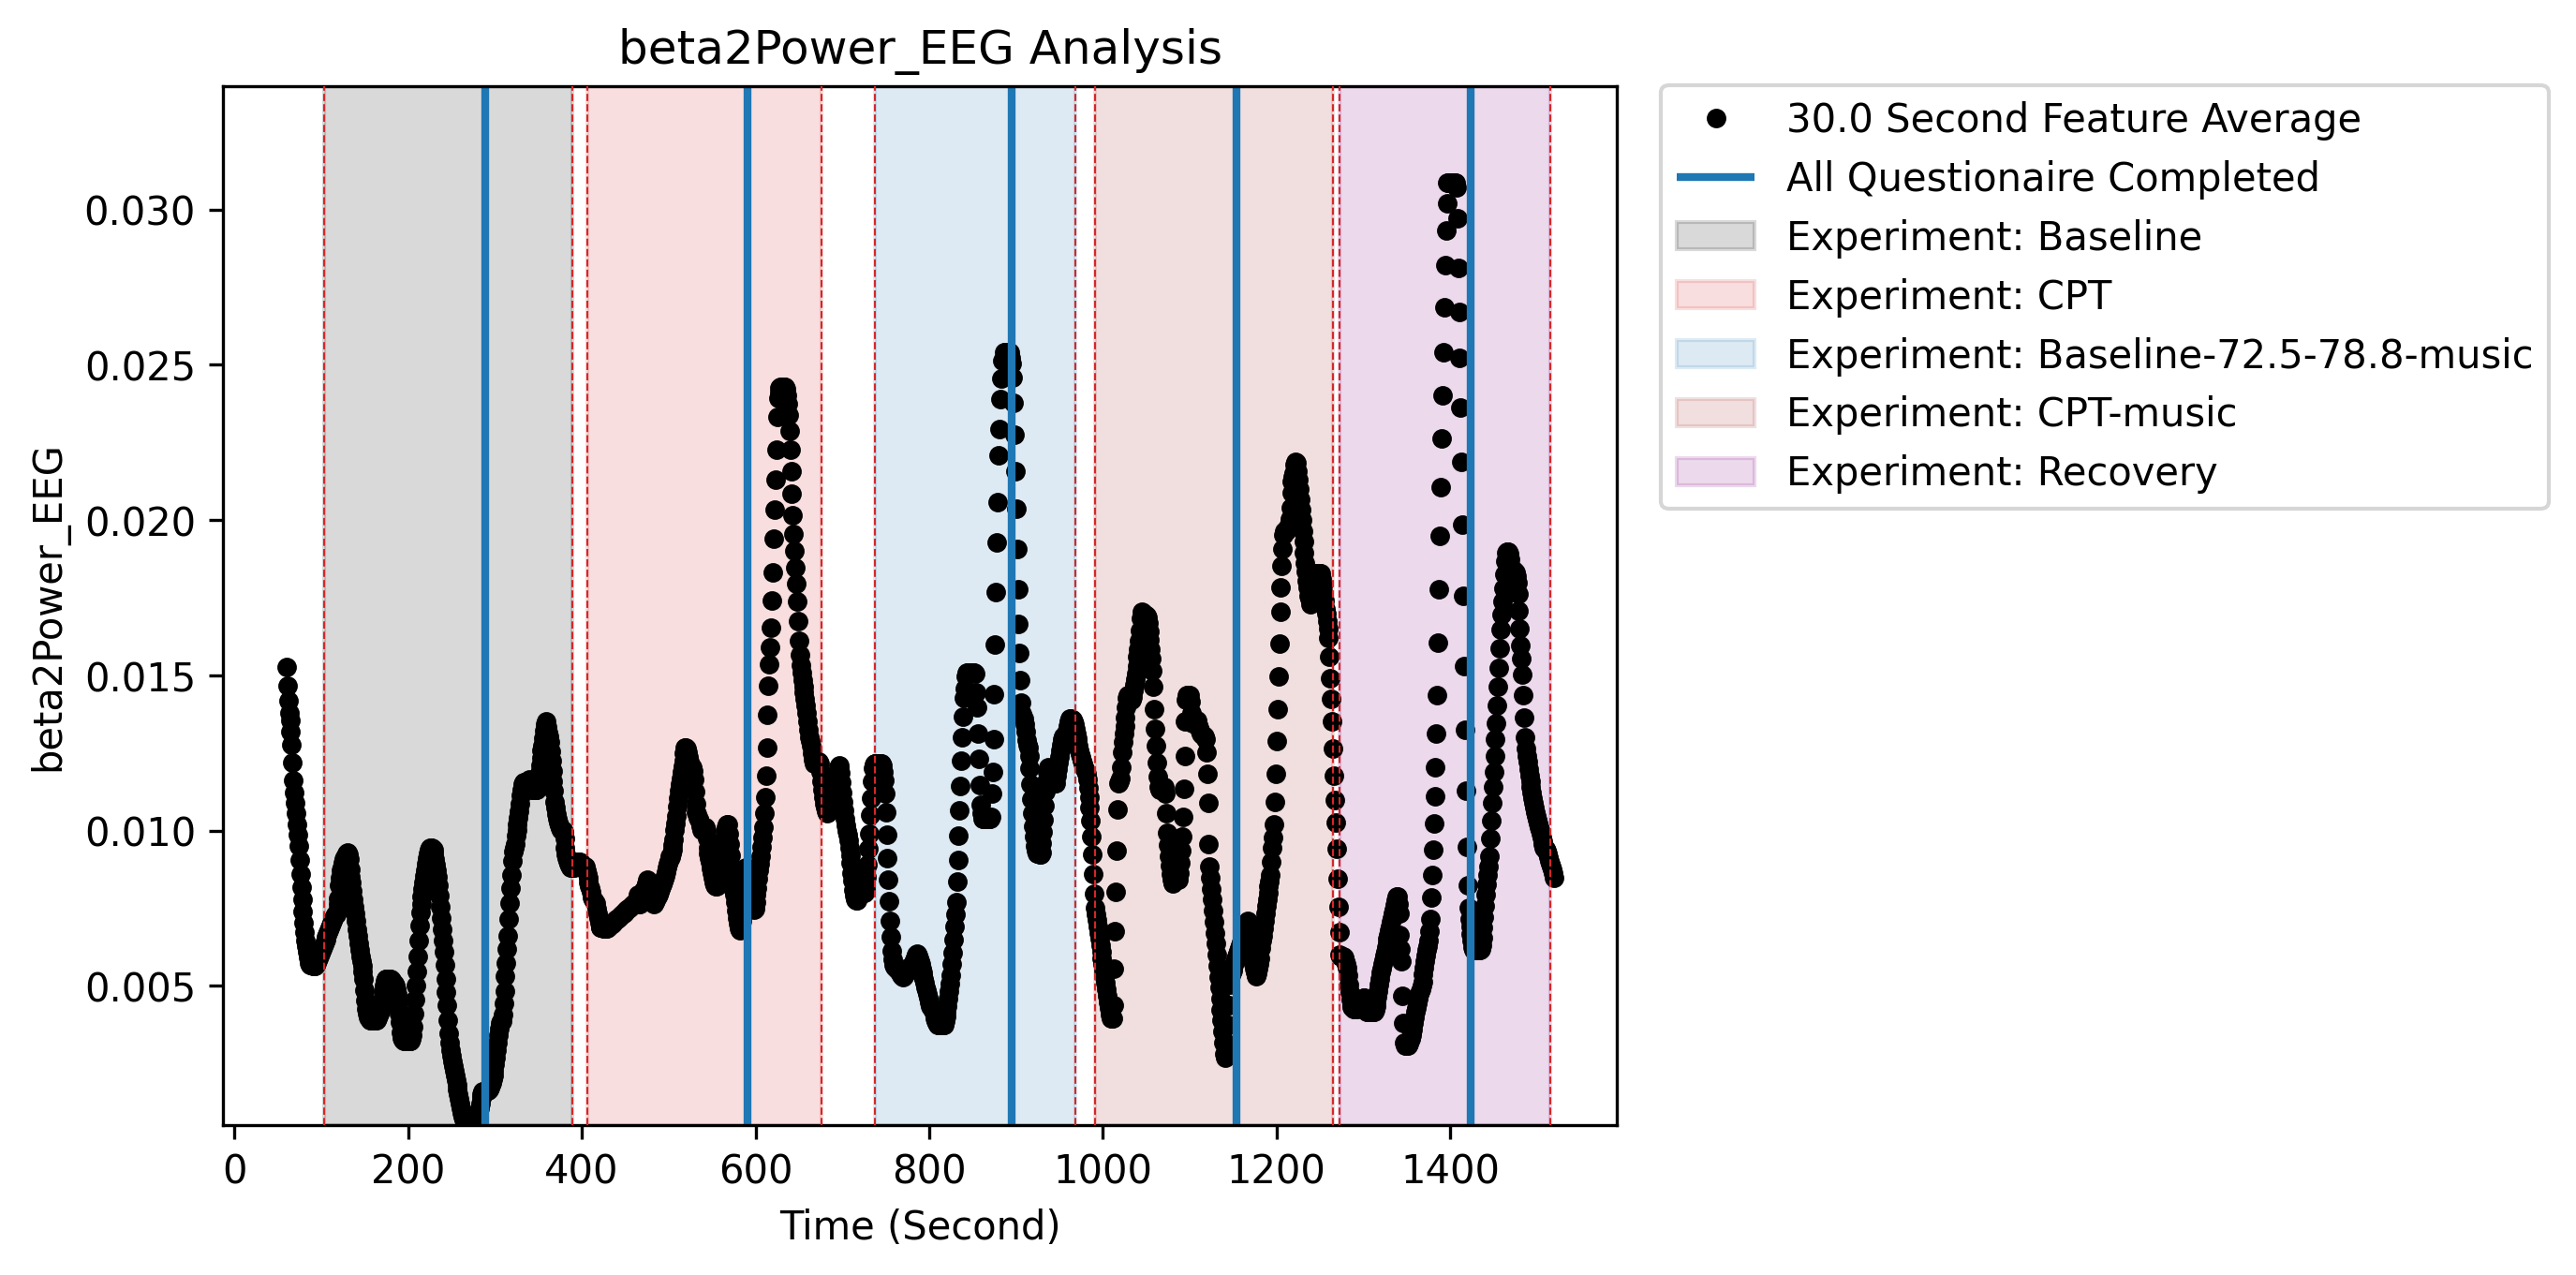 beta2Power_EEG Analysis
beta2Power_EEG
0.030
0.025
0.020
0.015
0.010
0.005
0 200 400 600 800 1000 1200 1400
Time (Second)
30.0 Second Feature Average
All Questionaire Completed
Experiment: Baseline
Experiment: CPT
Experiment: Baseline-72.5-78.8-music
Experiment: CPT-music
Experiment: Recovery